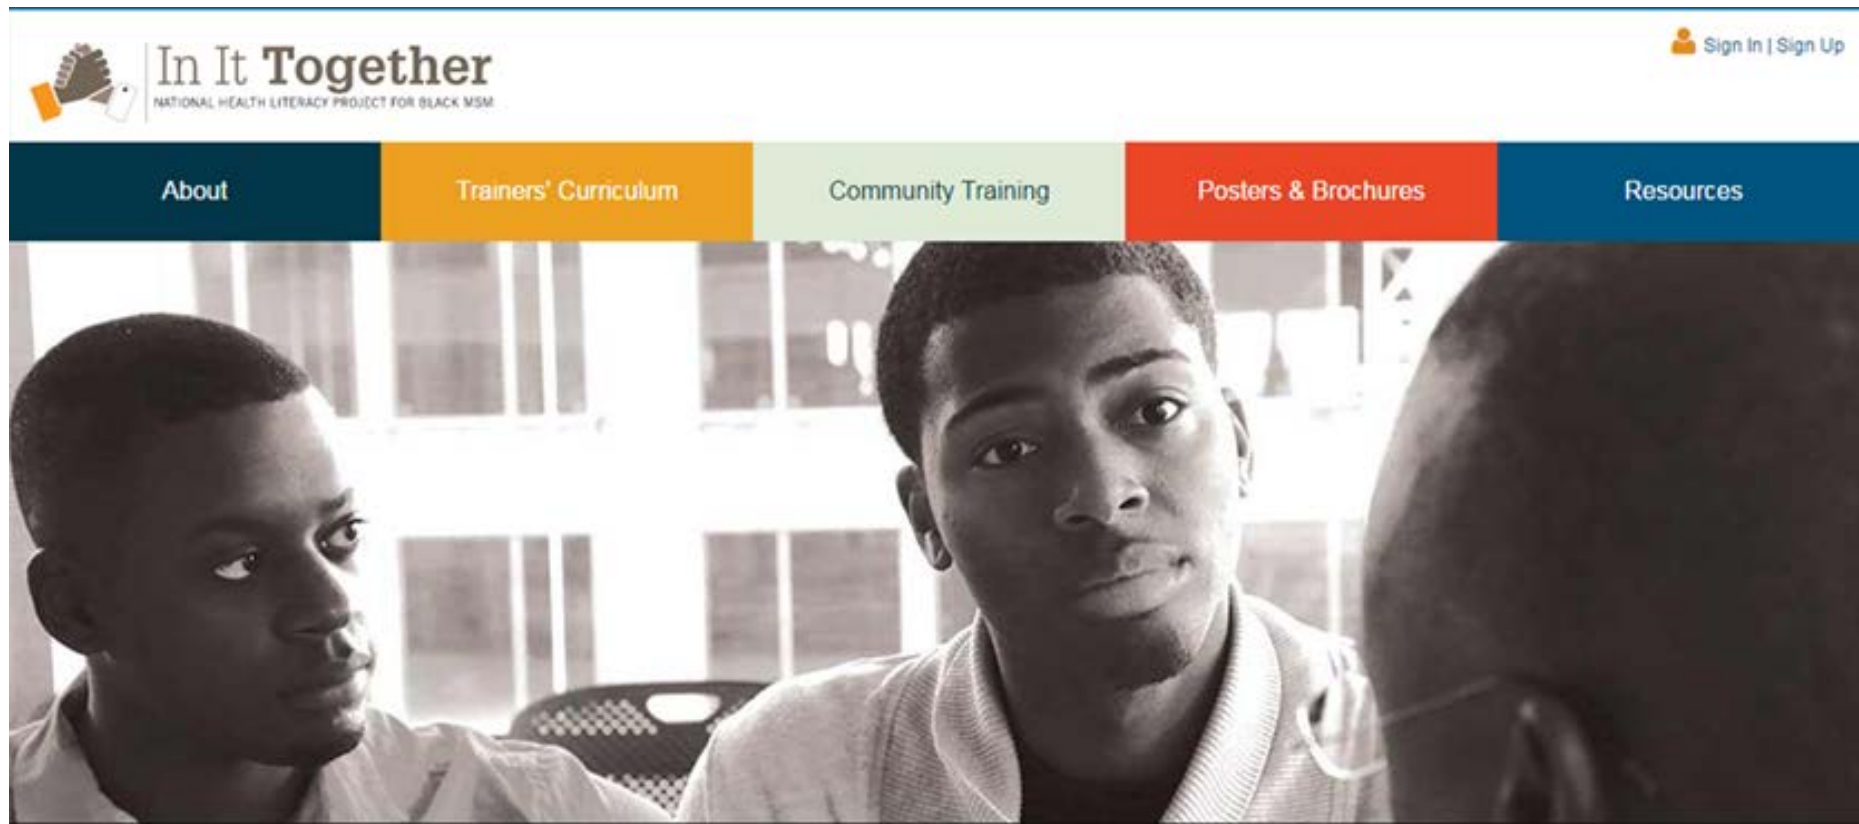 In It Together
NATIONAL HEALTH LITERACY PROJECT FOR BLACK MSM
Sign In | Sign Up
About
Trainers' Curriculum
Community Training
Posters & Brochures
Resources